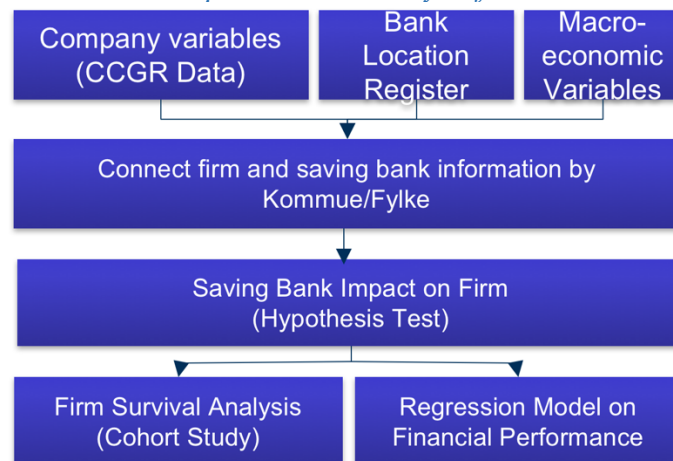 Company variables
(CCGR Data)
Bank
Location
Register
Macro-
economic
Variables
Connect firm and saving bank information by
Kommue/Fylke
Saving Bank Impact on Firm
(Hypothesis Test)
Firm Survival Analysis
(Cohort Study)
Regression Model on
Financial Performance